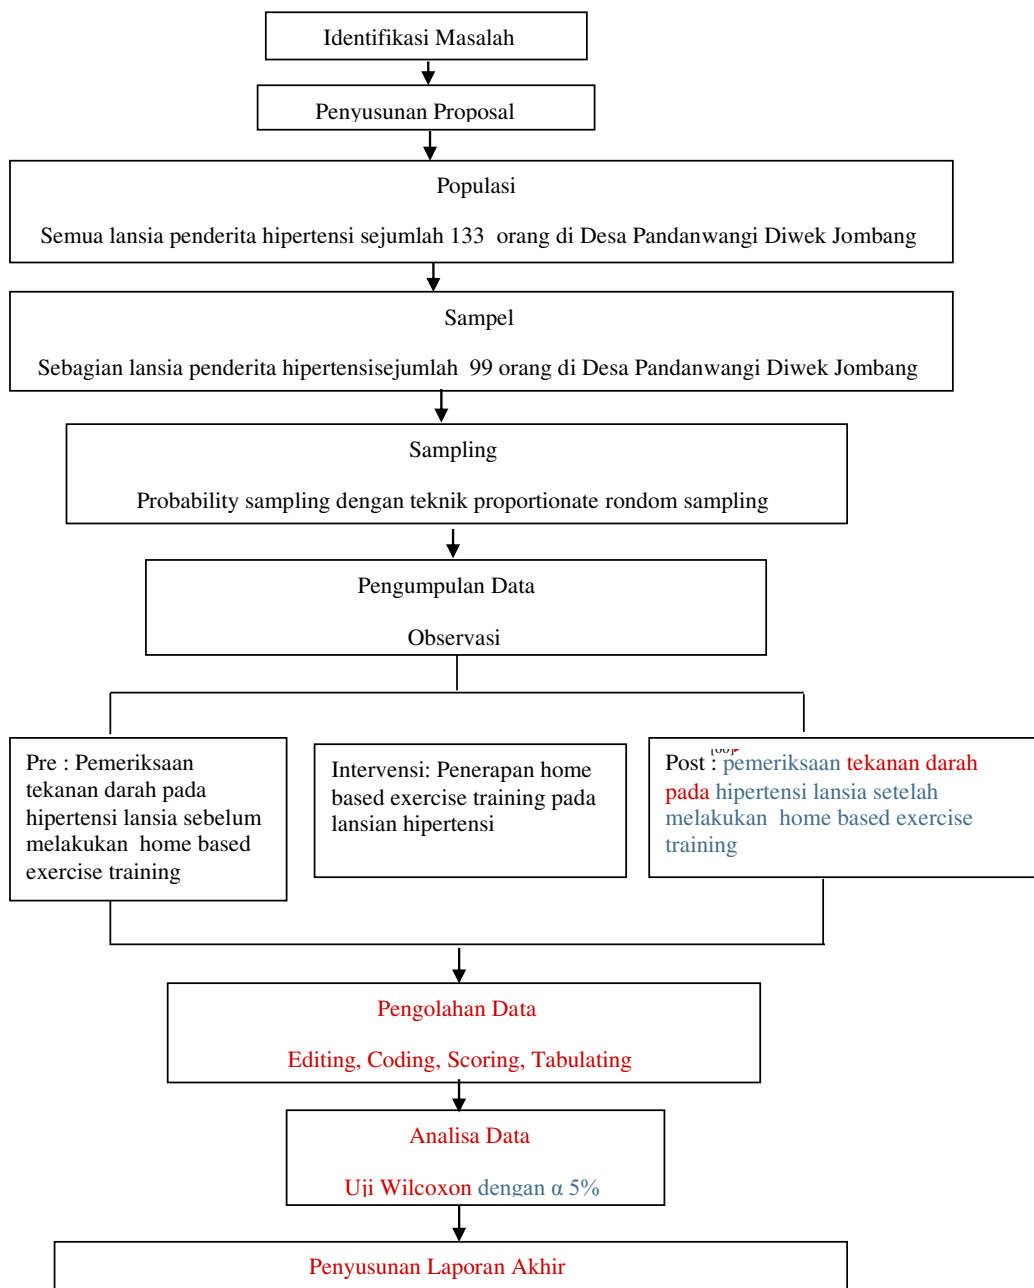 Identifikasi Masalah
Penyusunan Proposal
Populasi
Semua lansia penderita hipertensi sejumlah 133 orang di Desa Pandanwangi Diwek Jombang
Sampel
Sebagian lansia penderita hipertensisejumlah 99 orang di Desa Pandanwangi Diwek Jombang
Sampling
Probability sampling dengan teknik proportionate rondom sampling
Pengumpulan Data
Observasi
Pre : Pemeriksaan
tekanan darah pada
hipertensi lansia sebelum
melakukan home based
exercise training
Intervensi: Penerapan home
based exercise training pada
lansian hipertensi
Post : pemeriksaan tekanan darah
pada hipertensi lansia setelah
melakukan home based exercise
training
Pengolahan Data
Editing, Coding, Scoring, Tabulating
Analisa Data
Uji Wilcoxon dengan α 5%
Penyusunan Laporan Akhir